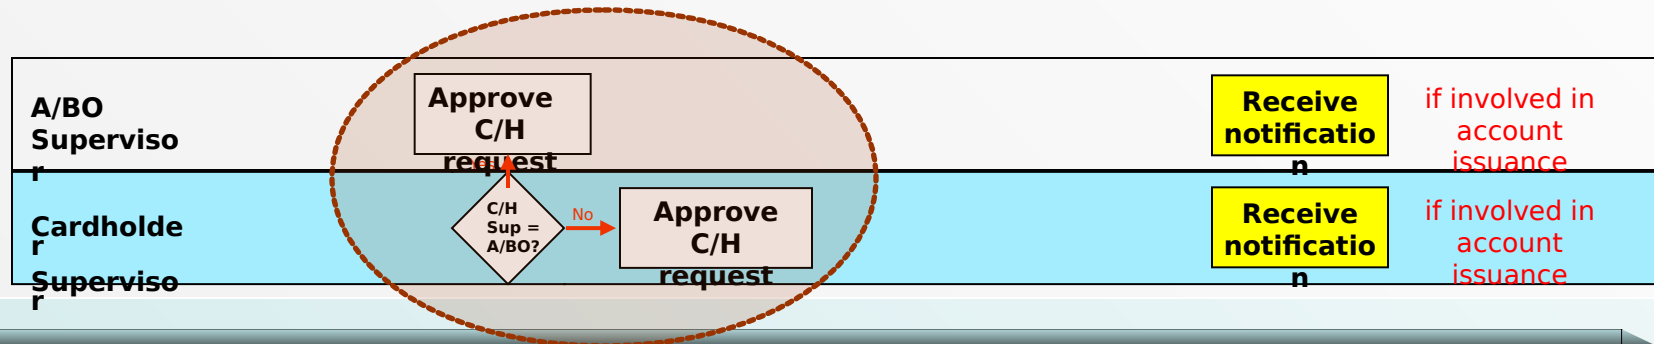 A/BO
Superviso
r
Approve
C/H
request
Receive
notificatio
n
if involved in
account
issuance
Cardholde
r
Superviso
r
C/H
Sup =
A/BO?
No
Approve
C/H
request
Receive
notificatio
n
if involved in
account
issuance